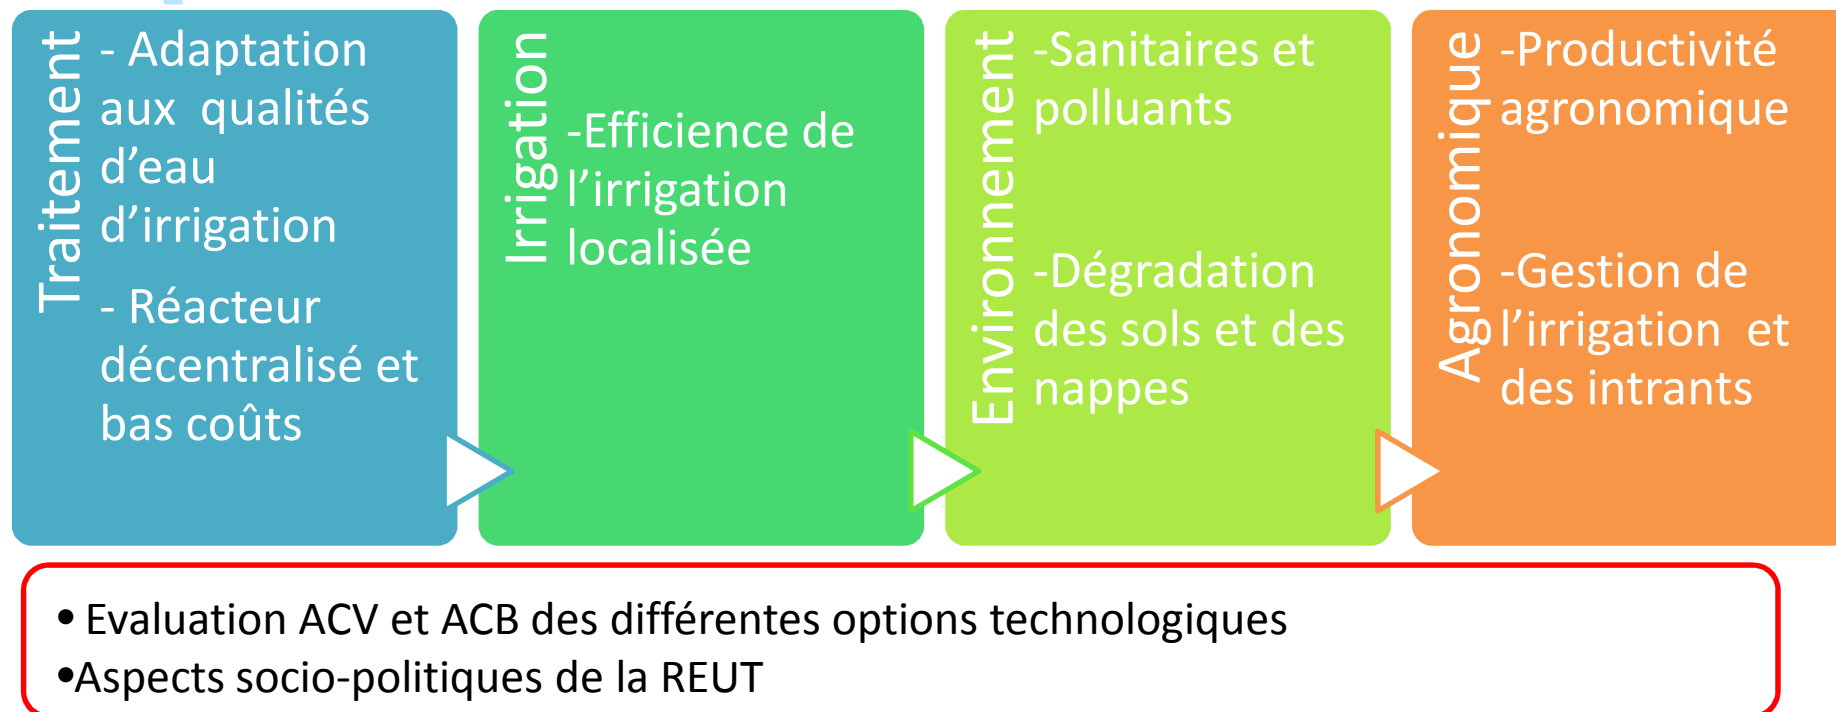 Traitement
- Adaptation
aux qualités
d’eau
d’irrigation
- Réacteur
décentralisé et
bas coûts
Irrigation
-Efficience de
l’irrigation
localisée
Environnement
-Sanitaires et
polluants
-Dégradation
des sols et des
nappes
Agronomique
-Productivité
agronomique
-Gestion de
l’irrigation et
des intrants
• Evaluation ACV et ACB des différentes options technologiques
•Aspects socio-politiques de la REUT